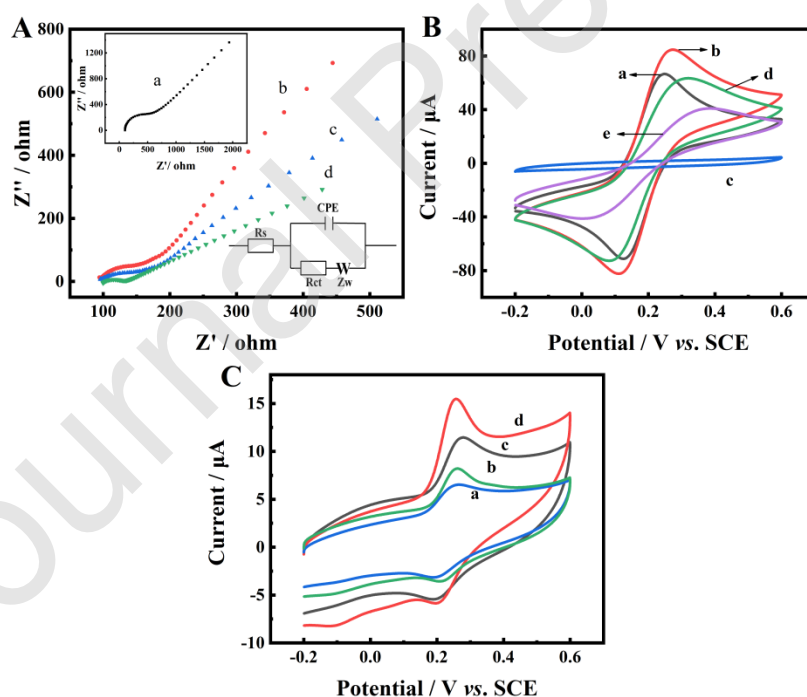 A
800
600
400
200
0
Z'' / ohm
100
200
300
400
500
Z' / ohm
1200
800
400
0
Z'' / ohm
0
500
1000
1500
2000
Z'/ ohm
a
b
c
d
CPE
Rs
W
Rct
Zw
B
80
40
0
-40
-80
Current / µA
-0.2
0.0
0.2
0.4
0.6
Potential / V vs. SCE
a
b
d
e
c
C
15
10
5
0
-5
-10
Current / µA
-0.2
0.0
0.2
0.4
0.6
Potential / V vs. SCE
d
c
b
a
ournal Pre